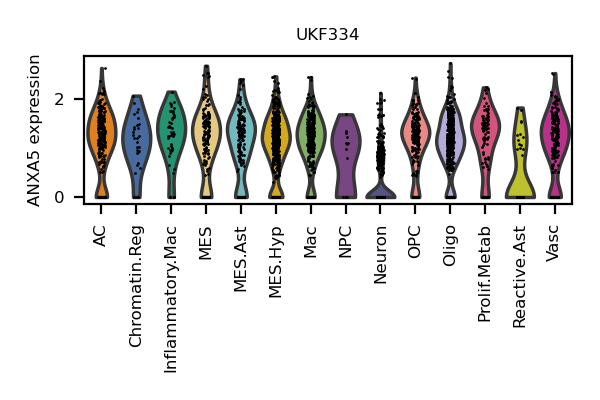 UKF334
ANXA5 expression
2
0
AC
Chromatin.Reg
Inflammatory.Mac
MES
MES.Ast
MES.Hyp
Mac
NPC
Neuron
OPC
Oligo
Prolif.Metab
Reactive.Ast
Vasc